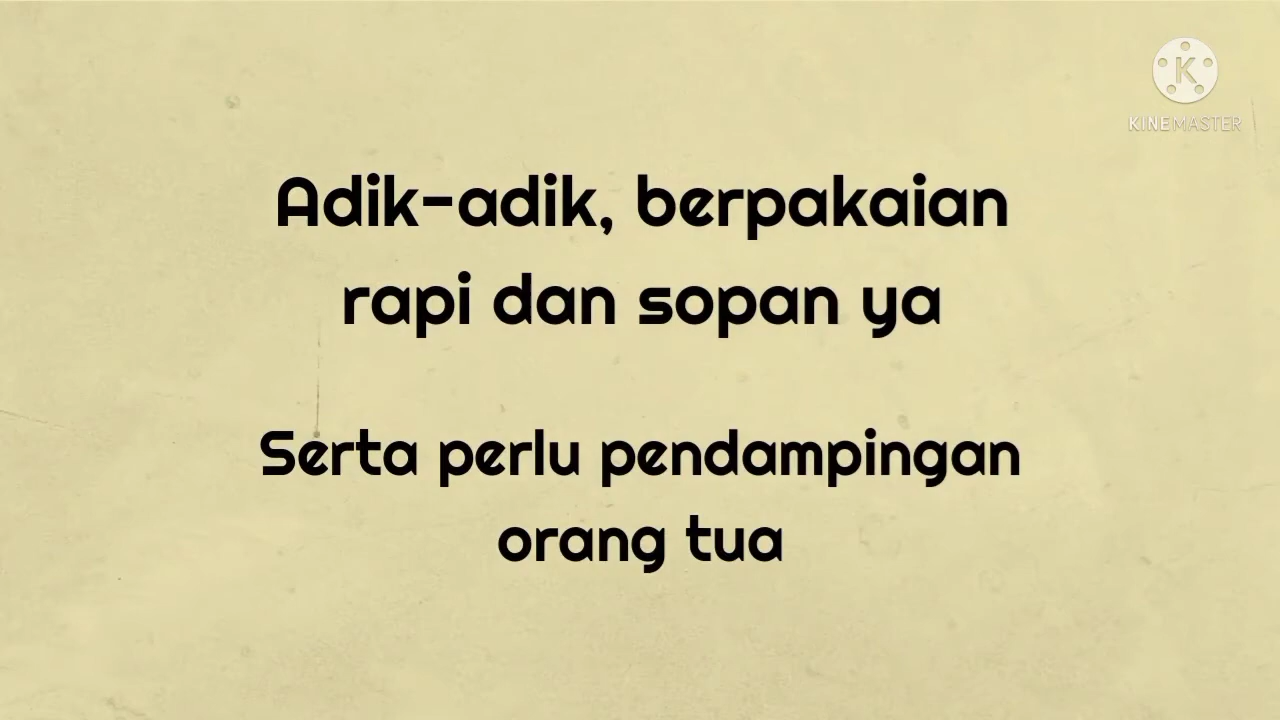 KINEMASTER
Adik-adik, berpakaian
rapi dan sopan ya
Serta perlu pendampingan
orang tua